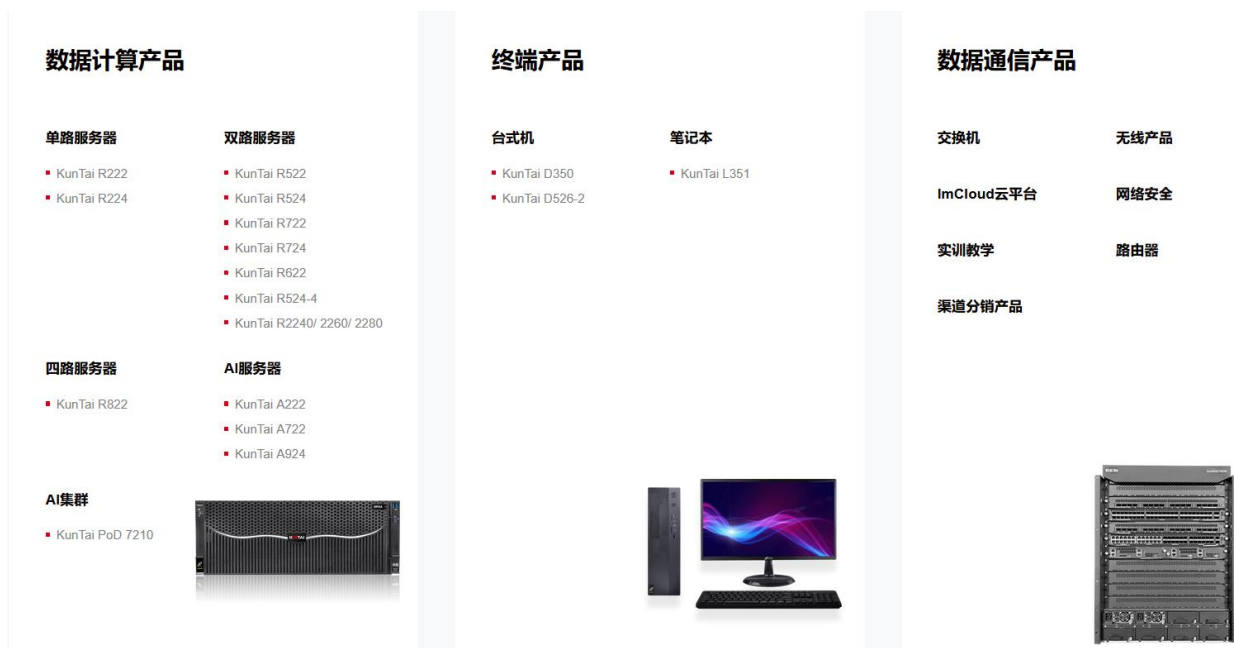 数据计算产品
单路服务器
KunTai R222
KunTai R224
双路服务器
KunTai R522
KunTai R524
KunTai R722
KunTai R724
KunTai R622
KunTai R524-4
KunTai R2240/ 2260/ 2280
四路服务器
KunTai R822
AI服务器
KunTai A222
KunTai A722
KunTai A924
AI集群
KunTai PoD 7210
KUNTAI
终端产品
台式机
KunTai D350
KunTai D526-2
笔记本
KunTai L351
数据通信产品
交换机
无线产品
ImCloud云平台
网络安全
实训教学
路由器
渠道分销产品